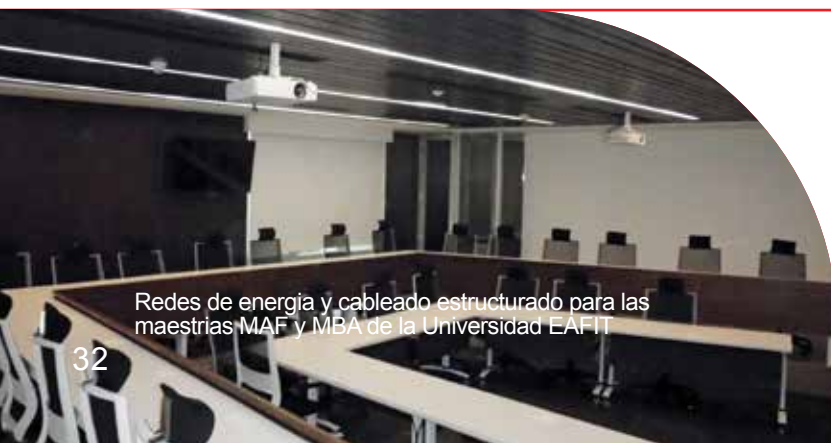 Redes de energia y cableado estructurado para las
maestrias MAF y MBA de la Universidad EAFIT
32